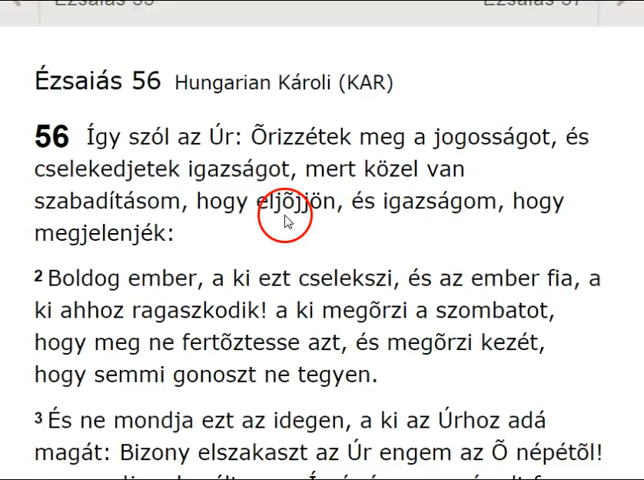 Ézsaiás 56 Hungarian Károli (KAR)
56 Így szól az Úr: Õrizzétek meg a jogosságot, és
cselekedjetek igazságot, mert közel van
szabadításom, hogy eljõjjön, és igazságom, hogy
megjelenjék:
2 Boldog ember, a ki ezt cselekszi, és az ember fia, a
ki ahhoz ragaszkodik! a ki megõrzi a szombatot,
hogy meg ne fertõztesse azt, és megõrzi kezét,
hogy semmi gonoszt ne tegyen.
3 És ne mondja ezt az idegen, a ki az Úrhoz adá
magát: Bizony elszakaszt az Úr engem az Õ népétõl!